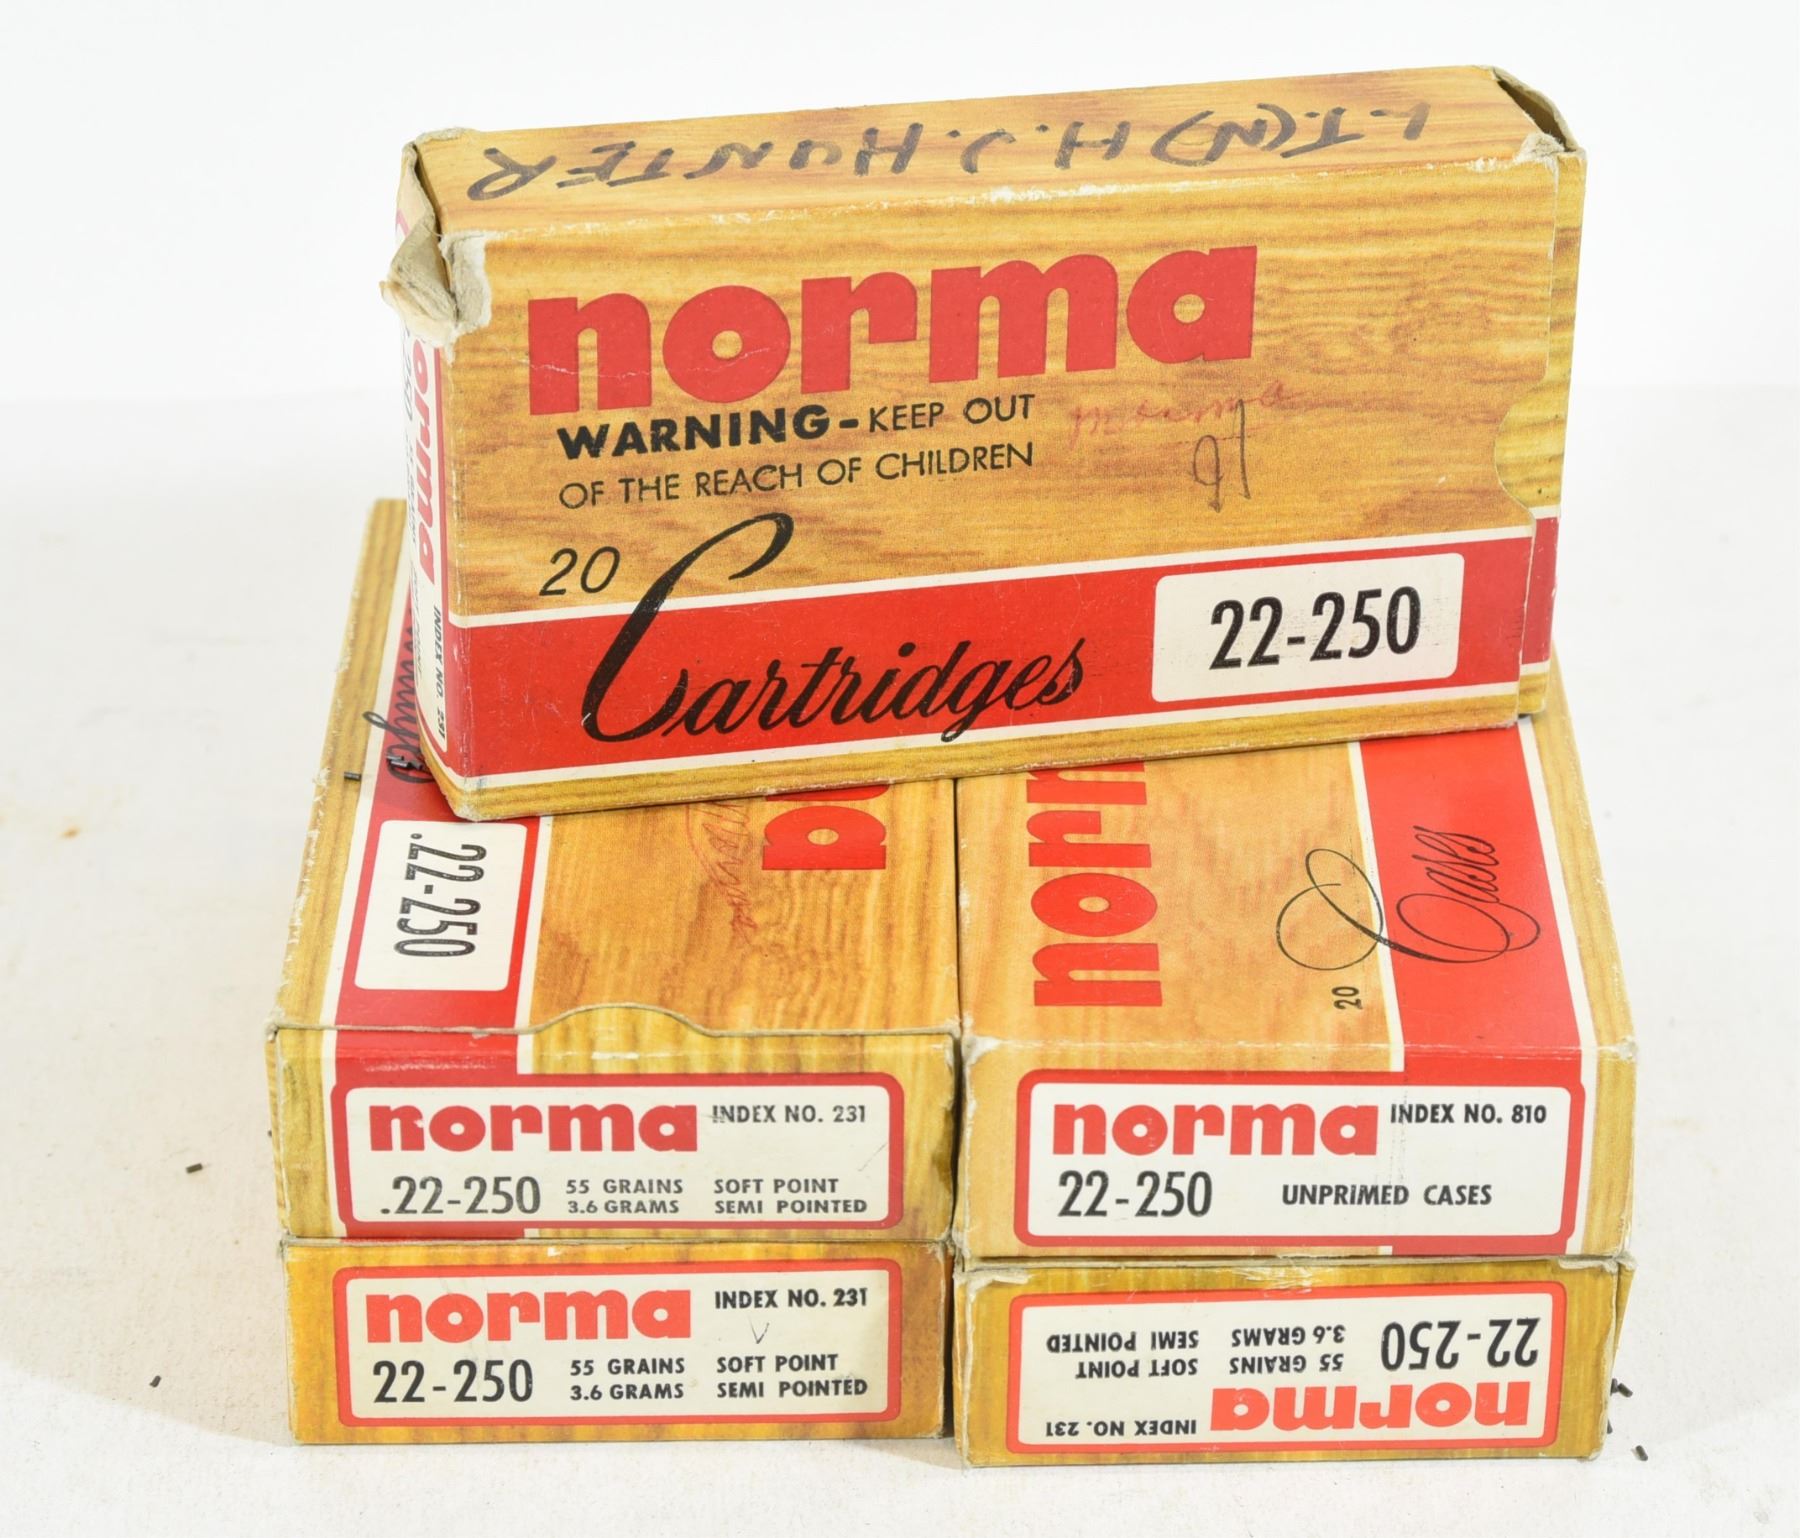 L.T.(N) H. J. HUNTER
norma
WARNING-KEEP OUT
OF THE REACH OF CHILDREN
20 Cartridges
22-250
norma
INDEX NO. 231
.22-250
norma
20 Cases
norma INDEX NO. 231
.22-250 55 GRAINS SOFT POINT
3.6 GRAMS SEMI POINTED
norma INDEX NO. 810
22-250 UNPRIMED CASES
norma INDEX NO. 231
22-250 55 GRAINS SOFT POINT
3.6 GRAMS SEMI POINTED
norma INDEX NO. 231
22-250 55 GRAINS SOFT POINT
3.6 GRAMS SEMI POINTED